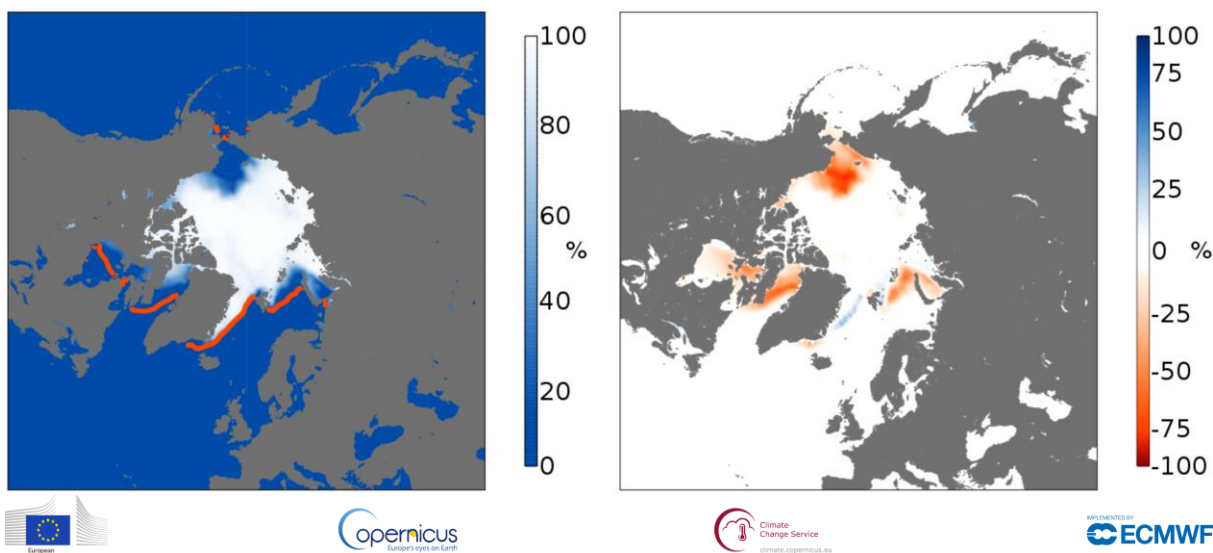 100
80
60
%
40
20
0
100
75
50
25
0 %
-25
-50
-75
-100
European
opernicus
Europe's eyes on Earth
Climate
Change Service
climate.copernicus.eu
IMPLEMENTED BY
ECMWF